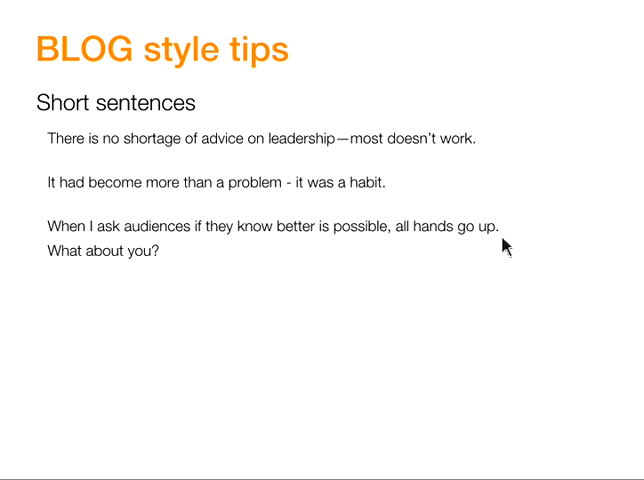 BLOG style tips
Short sentences
There is no shortage of advice on leadership—most doesn't work.
It had become more than a problem - it was a habit.
When I ask audiences if they know better is possible, all hands go up.
What about you?